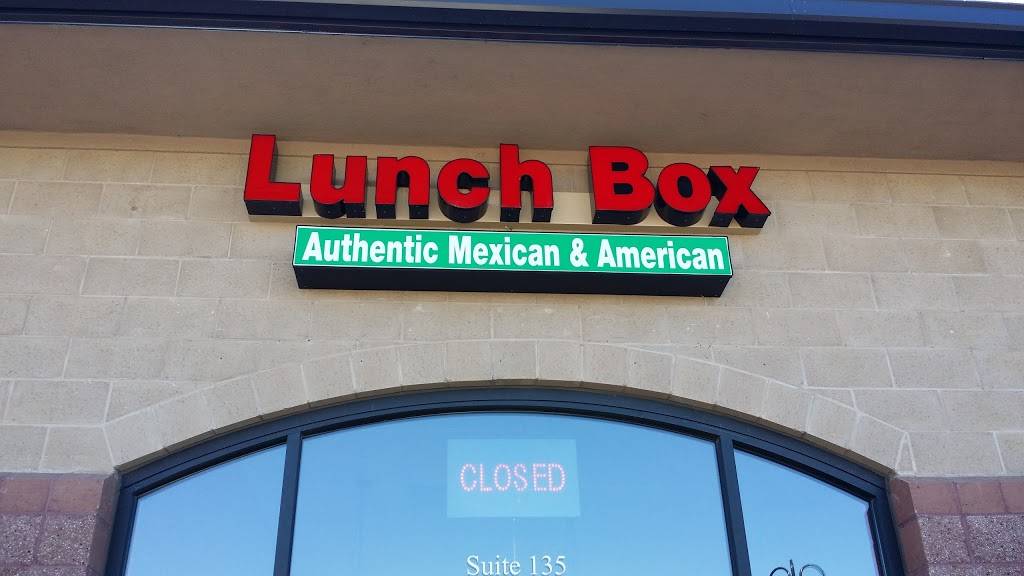 Lunch Box
Authentic Mexican & American
CLOSED
Suite 135